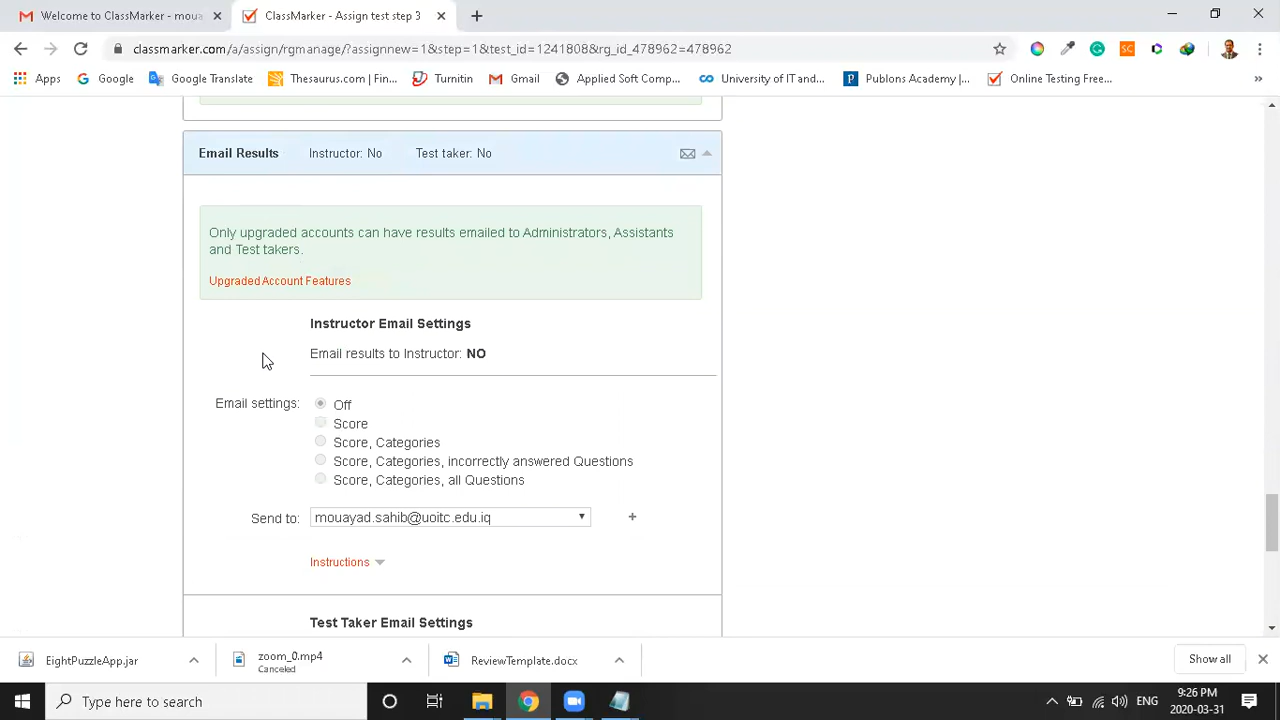 Welcome to ClassMarker - moua
ClassMarker - Assign test step 3
classmarker.com/a/assign/rgmanage/?assignnew=1&step=1&test_id=1241808&rg_id_478962=478962
Apps
Google
Google Translate
Thesaurus.com | Fin...
Turnitin
Gmail
Applied Soft Comp...
University of IT and...
Publons Academy |...
Online Testing Free...
»
Email Results
Instructor: No
Test taker: No
Only upgraded accounts can have results emailed to Administrators, Assistants
and Test takers.
Upgraded Account Features
Instructor Email Settings
Email results to Instructor: NO
Email settings:
Off
Score
Score, Categories
Score, Categories, incorrectly answered Questions
Score, Categories, all Questions
Send to:
mouayad.sahib@uoitc.edu.iq
+
Instructions
Test Taker Email Settings
EightPuzzleApp.jar
zoom_0.mp4
Canceled
ReviewTemplate.docx
Show all
Type here to search
ENG
9:26 PM
2020-03-31